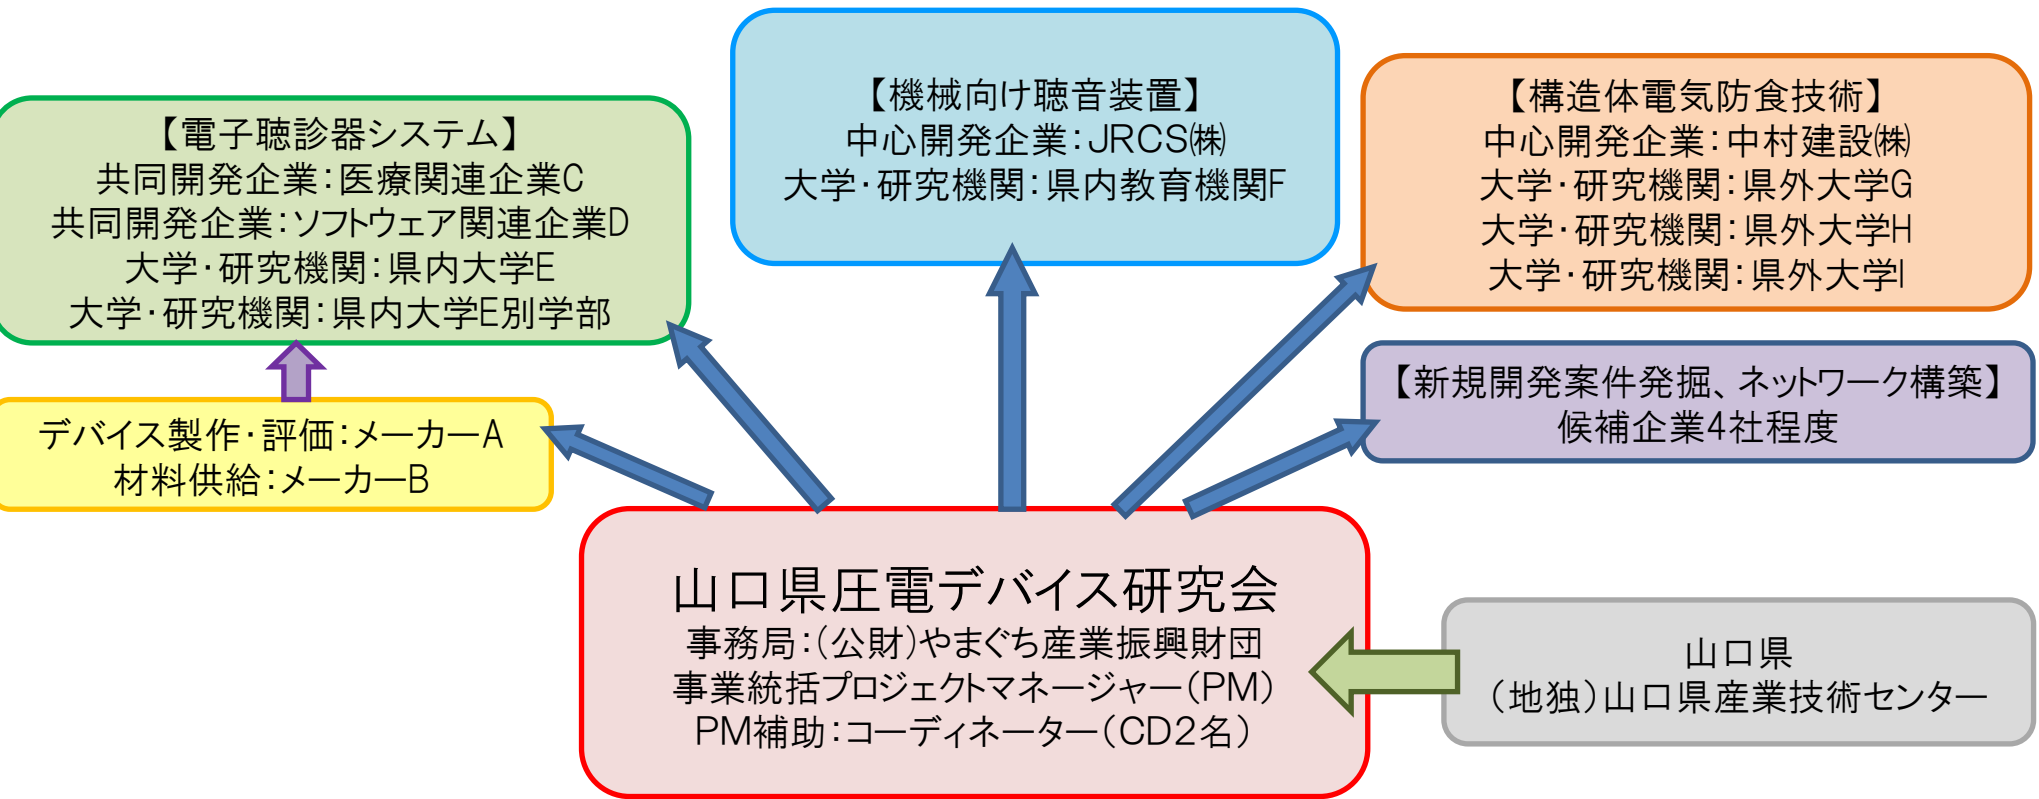 【電子聴診器システム】
共同開発企業:医療関連企業C
共同開発企業:ソフトウェア関連企業D
大学・研究機関:県内大学E
大学・研究機関:県内大学E別学部
【機械向け聴音装置】
中心開発企業:JRCS㈱
大学・研究機関:県内教育機関F
【構造体電気防食技術】
中心開発企業:中村建設㈱
大学・研究機関:県外大学G
大学・研究機関:県外大学H
大学・研究機関:県外大学I
【新規開発案件発掘、ネットワーク構築】
候補企業4社程度
デバイス製作・評価:メーカーA
材料供給:メーカーB
山口県圧電デバイス研究会
事務局:(公財)やまぐち産業振興財団
事業統括プロジェクトマネージャー(PM)
PM補助:コーディネーター(CD2名)
山口県
(地独)山口県産業技術センター